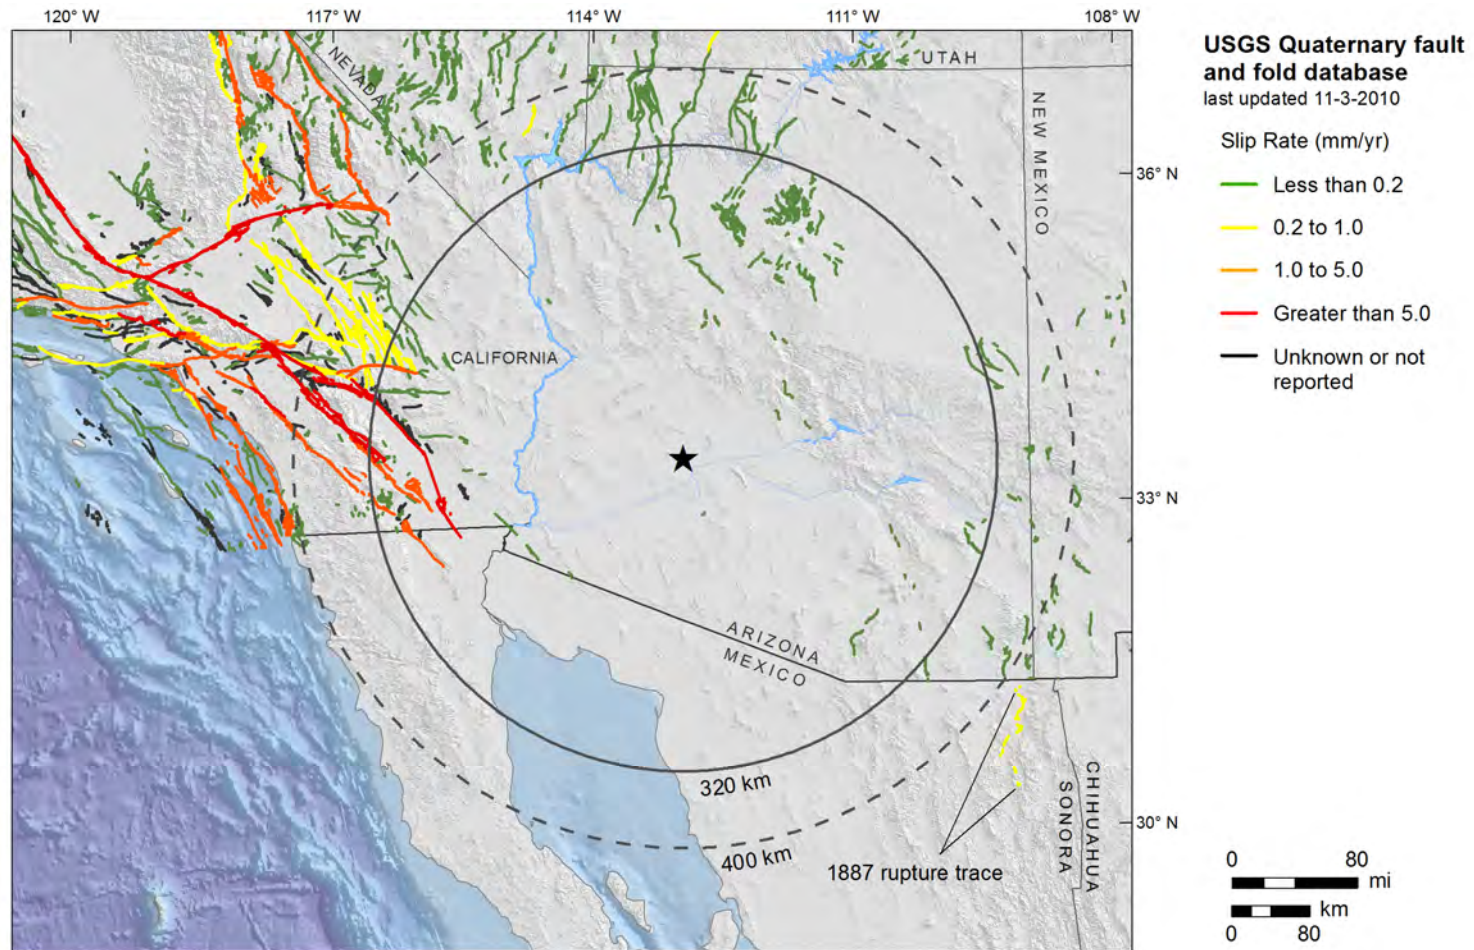 120° W
117° W
114° W
111° W
108° W
USGS Quaternary fault
and fold database
last updated 11-3-2010
Slip Rate (mm/yr)
Less than 0.2
0.2 to 1.0
1.0 to 5.0
Greater than 5.0
Unknown or not
reported
NEVADA
UTAH
NEW MEXICO
36° N
CALIFORNIA
33° N
ARIZONA
MEXICO
320 km
400 km
1887 rupture trace
SONORA
CHIHUAHUA
30° N
0 80
mi
km
0 80